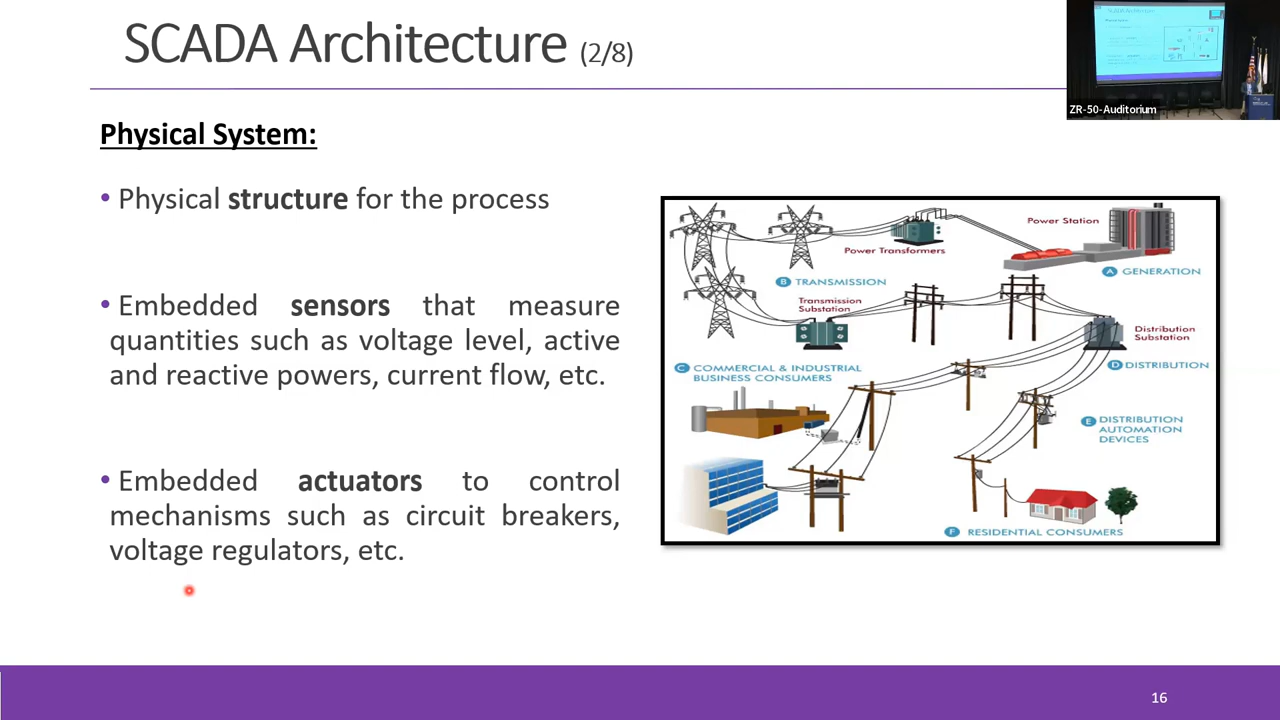 SCADA Architecture (2/8)
ZR-50-Auditorium
Physical System:
• Physical structure for the process
• Embedded sensors that measure
quantities such as voltage level, active
and reactive powers, current flow, etc.
• Embedded actuators to control
mechanisms such as circuit breakers,
voltage regulators, etc.
Power Station
Power Transformers
A GENERATION
B TRANSMISSION
Transmission
Substation
Distribution
Substation
C COMMERCIAL & INDUSTRIAL
BUSINESS CONSUMERS
D DISTRIBUTION
E DISTRIBUTION
AUTOMATION
DEVICES
F RESIDENTIAL CONSUMERS
16